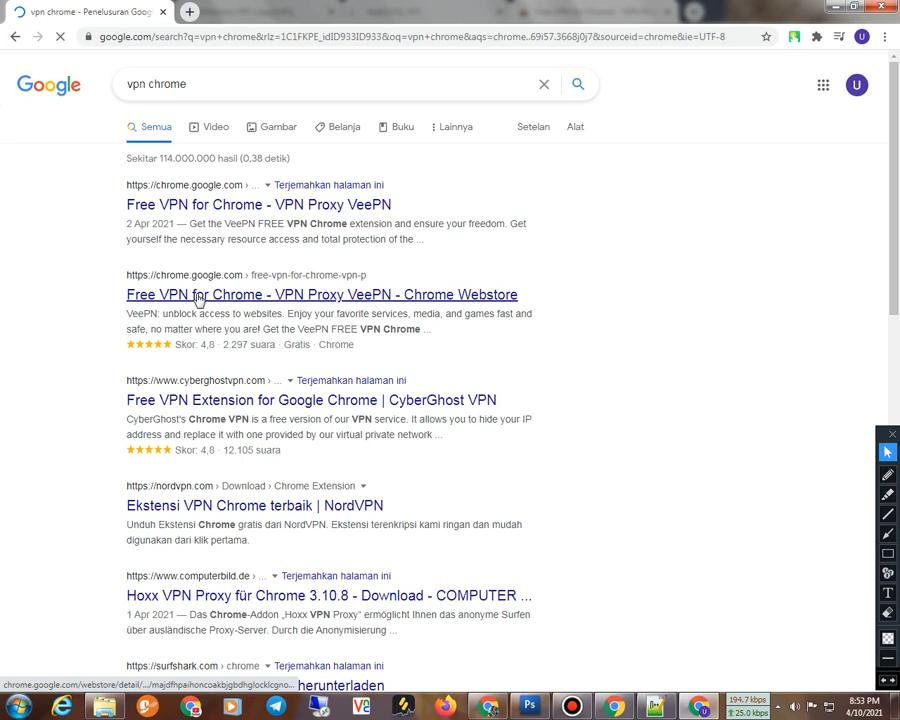 vpn chrome - Penelusuran Goog
google.com/search?q=vpn+chrome&rlz=1C1FKPE_idID933ID933&oq=vpn+chrome&aqs=chrome..69i57.3668j0j7&sourceid=chrome&ie=UTF-8
U
Google
vpn chrome
U
Semua
Video
Gambar
Belanja
Buku
Lainnya
Setelan
Alat
Sekitar 114.000.000 hasil (0,38 detik)
https://chrome.google.com › ... Terjemahkan halaman ini
Free VPN for Chrome - VPN Proxy VeePN
2 Apr 2021 — Get the VeePN FREE VPN Chrome extension and ensure your freedom. Get
yourself the necessary resource access and total protection of the ...
https://chrome.google.com › free-vpn-for-chrome-vpn-p
Free VPN for Chrome - VPN Proxy VeePN - Chrome Webstore
VeePN: unblock access to websites. Enjoy your favorite services, media, and games fast and
safe, no matter where you are! Get the VeePN FREE VPN Chrome ...
Skor: 4,8 · 2.297 suara · Gratis · Chrome
https://www.cyberghostvpn.com › ... Terjemahkan halaman ini
Free VPN Extension for Google Chrome | CyberGhost VPN
CyberGhost's Chrome VPN is a free version of our VPN service. It allows you to hide your IP
address and replace it with one provided by our virtual private network ...
Skor: 4,8 · 12.105 suara
https://nordvpn.com › Download › Chrome Extension
Ekstensi VPN Chrome terbaik | NordVPN
Unduh Ekstensi Chrome gratis dari NordVPN. Ekstensi terenkripsi kami ringan dan mudah
digunakan dari klik pertama.
https://www.computerbild.de › ... Terjemahkan halaman ini
Hoxx VPN Proxy für Chrome 3.10.8 - Download - COMPUTER ...
1 Apr 2021 — Das Chrome-Addon „Hoxx VPN Proxy" ermöglicht Ihnen das anonyme Surfen
über ausländische Proxy-Server. Durch die Anonymisierung ...
https://surfshark.com › chrome Terjemahkan halaman ini
herunterladen
chrome.google.com/webstore/detail/.../majdfhpaihoncoakbjgbdhglocklcgno...
T
Ps
194.7 kbps
25.0 kbps
8:53 PM
4/10/2021